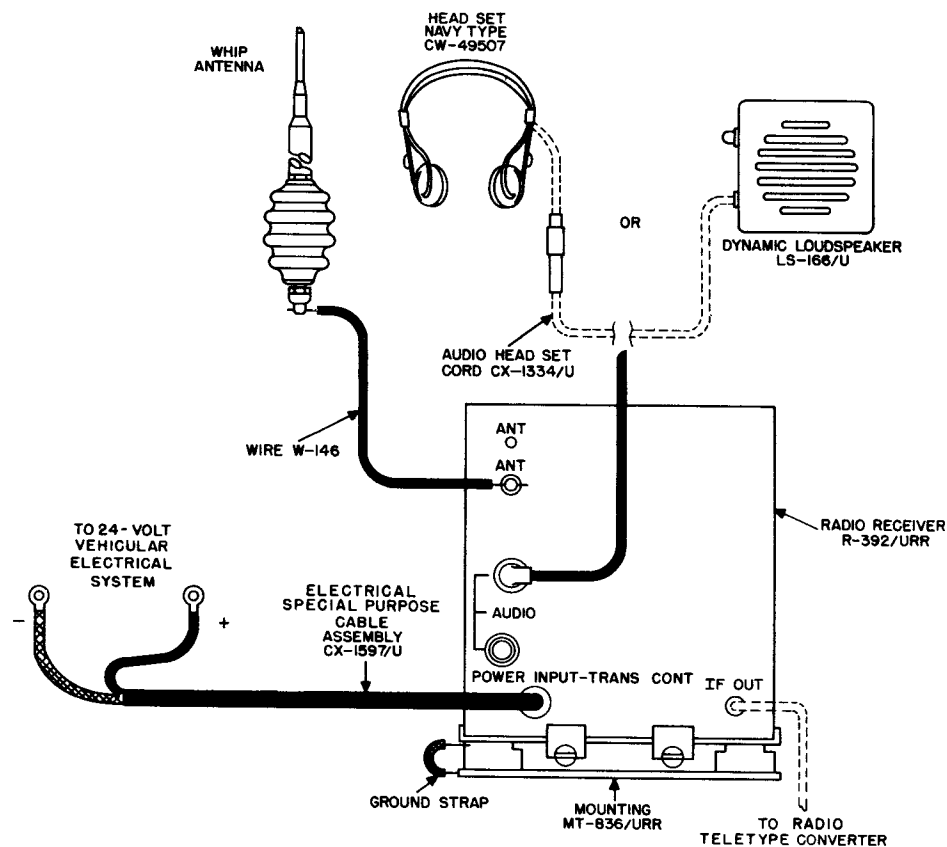 HEAD SET
NAVY TYPE
CW-49507
WHIP
ANTENNA
OR
DYNAMIC LOUDSPEAKER
LS-166/U
AUDIO HEAD SET
CORD CX-1334/U
WIRE W-146
ANT
ANT
RADIO RECEIVER
R-392/URR
TO 24-VOLT
VEHICULAR
ELECTRICAL
SYSTEM
-
+
ELECTRICAL
SPECIAL PURPOSE
CABLE
ASSEMBLY
CX-1597/U
AUDIO
POWER INPUT-TRANS CONT
IF OUT
GROUND STRAP
MOUNTING
MT-836/URR
TO RADIO
TELETYPE CONVERTER